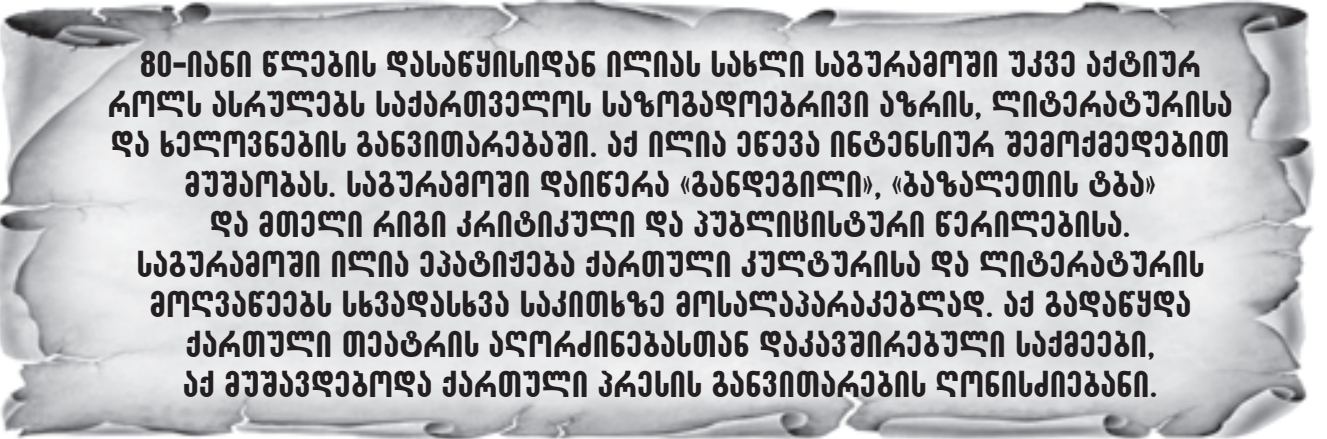 80-იანი წლების დასაწყისიდან ილიას სახლი საგურამოში უკვე აქტიურ
როლს ასრულებს საქართველოს საზოგადოებრივი აზრის, ლიტერატურისა
და ხელოვნების განვითარებაში. აქ ილია ეწევა ინტენსიურ შემოქმედებით
მუშაობას. საგურამოში დაიწერა «განდეგილი», «ბაზალეთის ტბა»
და მთელი რიგი კრიტიკული და პუბლიცისტური წერილებისა.
საგურამოში ილია ეპატიჟება ქართული კულტურისა და ლიტერატურის
მოღვაწეებს სხვადასხვა საკითხზე მოსალაპარაკებლად. აქ გადაწყდა
ქართული თეატრის აღორძინებასთან დაკავშირებული საქმეები,
აქ მუშავდებოდა ქართული პრესის განვითარების ღონისძიებანი.